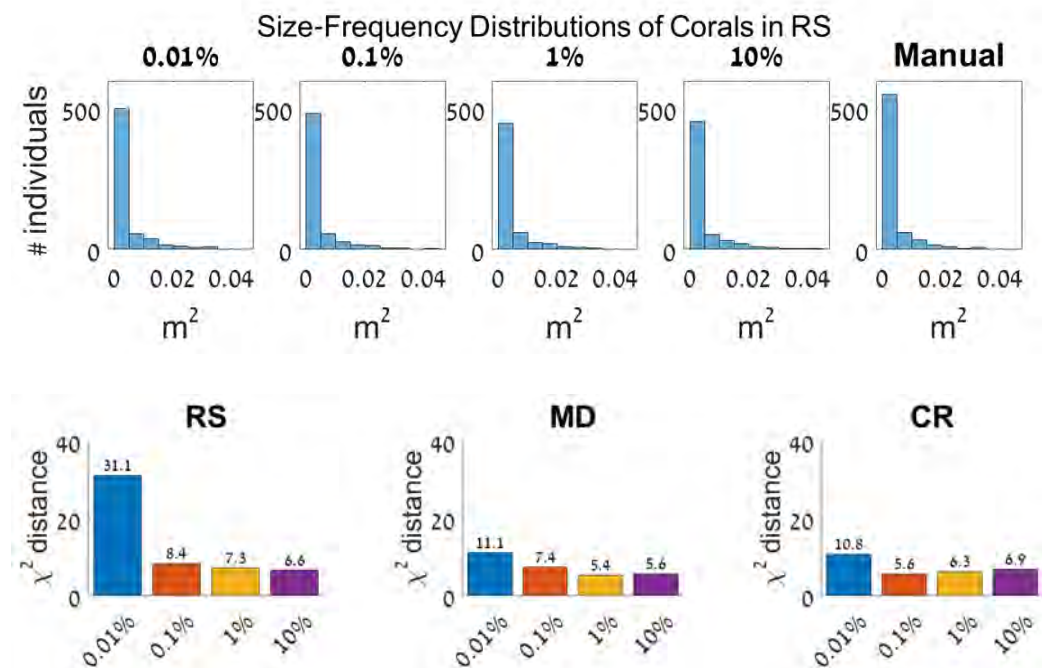 Size-Frequency Distributions of Corals in RS
0.01% 0.1% 1% 10% Manual
# individuals
500 500 500 500 500
0 0 0 0 0
0 0.02 0.04 0 0.02 0.04 0 0.02 0.04 0 0.02 0.04 0 0.02 0.04
m² m² m² m² m²
RS MD CR
χ² distance χ² distance χ² distance
40 40 40
31.1
20 20 20
8.4 7.3 6.6 11.1 7.4 5.4 5.6 10.8 5.6 6.3 6.9
0 0 0
0.01% 0.1% 1% 10% 0.01% 0.1% 1% 10% 0.01% 0.1% 1% 10%